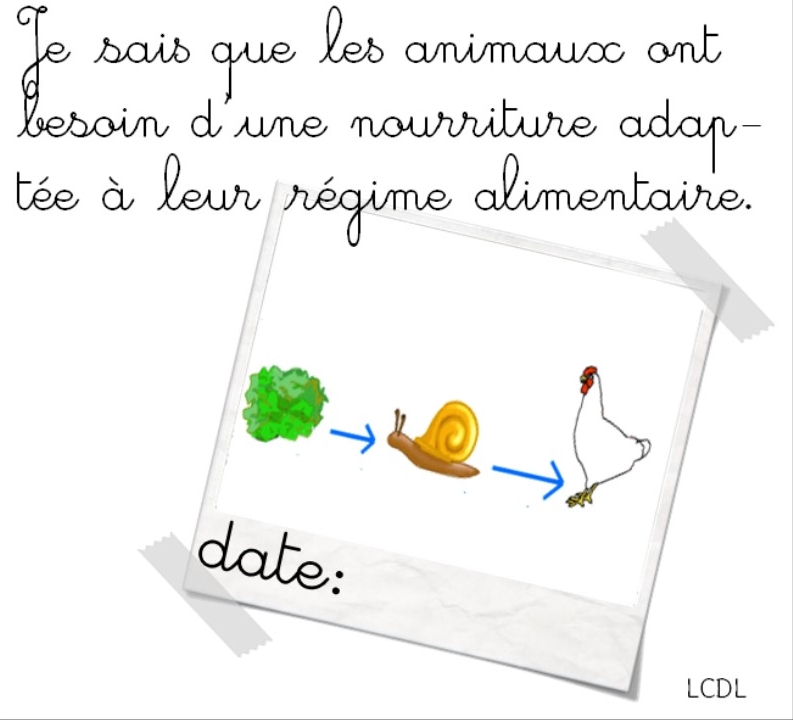 Je sais que les animaux ont
besoin d'une nourriture adap-
tée à leur régime alimentaire.
date:
LCDL